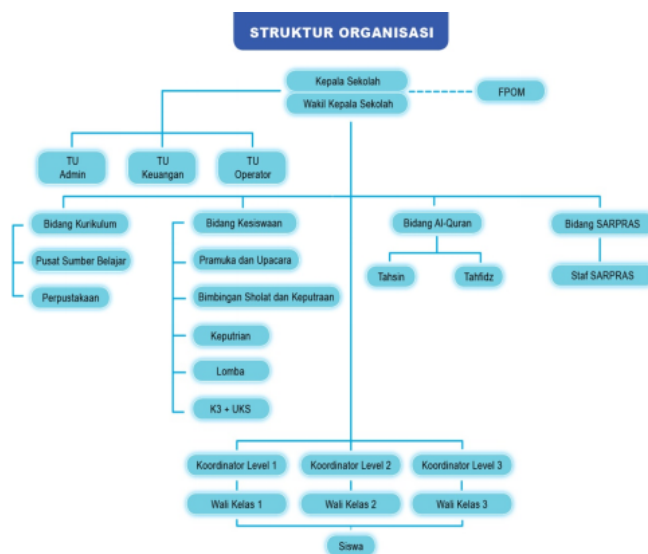 STRUKTUR ORGANISASI
Kepala Sekolah
Wakil Kepala Sekolah
FPOM
TU
Admin
TU
Keuangan
TU
Operator
Bidang Kurikulum
Pusat Sumber Belajar
Perpustakaan
Bidang Kesiswaan
Pramuka dan Upacara
Bimbingan Sholat dan Keputraan
Keputrian
Lomba
K3 + UKS
Bidang Al-Quran
Tahsin
Tahfidz
Bidang SARPRAS
Staf SARPRAS
Koordinator Level 1
Koordinator Level 2
Koordinator Level 3
Wali Kelas 1
Wali Kelas 2
Wali Kelas 3
Siswa